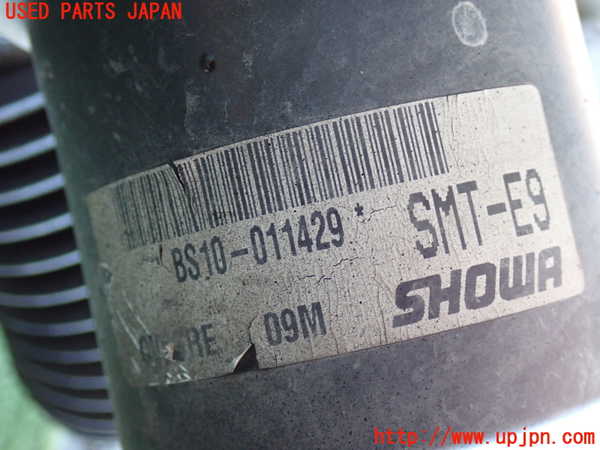 USED PARTS JAPAN
BS10-011429 *
SMT-E9
09M
SHOWA
http://www.upjpn.com/